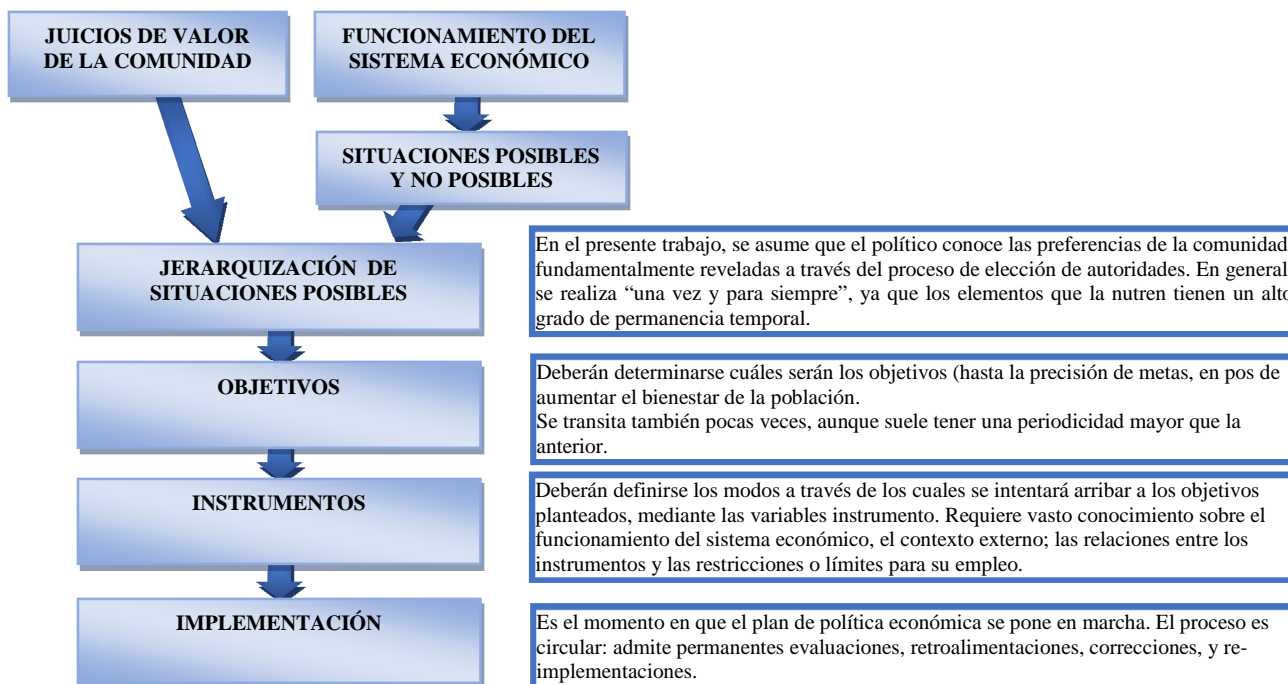 JUICIOS DE VALOR
DE LA COMUNIDAD
FUNCIONAMIENTO DEL
SISTEMA ECONÓMICO
SITUACIONES POSIBLES
Y NO POSIBLES
JERARQUIZACIÓN DE
SITUACIONES POSIBLES
En el presente trabajo, se asume que el político conoce las preferencias de la comunidad
fundamentalmente reveladas a través del proceso de elección de autoridades. En general
se realiza “una vez y para siempre”, ya que los elementos que la nutren tienen un alto
grado de permanencia temporal.
OBJETIVOS
Deberán determinarse cuáles serán los objetivos (hasta la precisión de metas, en pos de
aumentar el bienestar de la población.
Se transita también pocas veces, aunque suele tener una periodicidad mayor que la
anterior.
INSTRUMENTOS
Deberán definirse los modos a través de los cuales se intentará arribar a los objetivos
planteados, mediante las variables instrumento. Requiere vasto conocimiento sobre el
funcionamiento del sistema económico, el contexto externo; las relaciones entre los
instrumentos y las restricciones o límites para su empleo.
IMPLEMENTACIÓN
Es el momento en que el plan de política económica se pone en marcha. El proceso es
circular: admite permanentes evaluaciones, retroalimentaciones, correcciones, y re-
implementaciones.